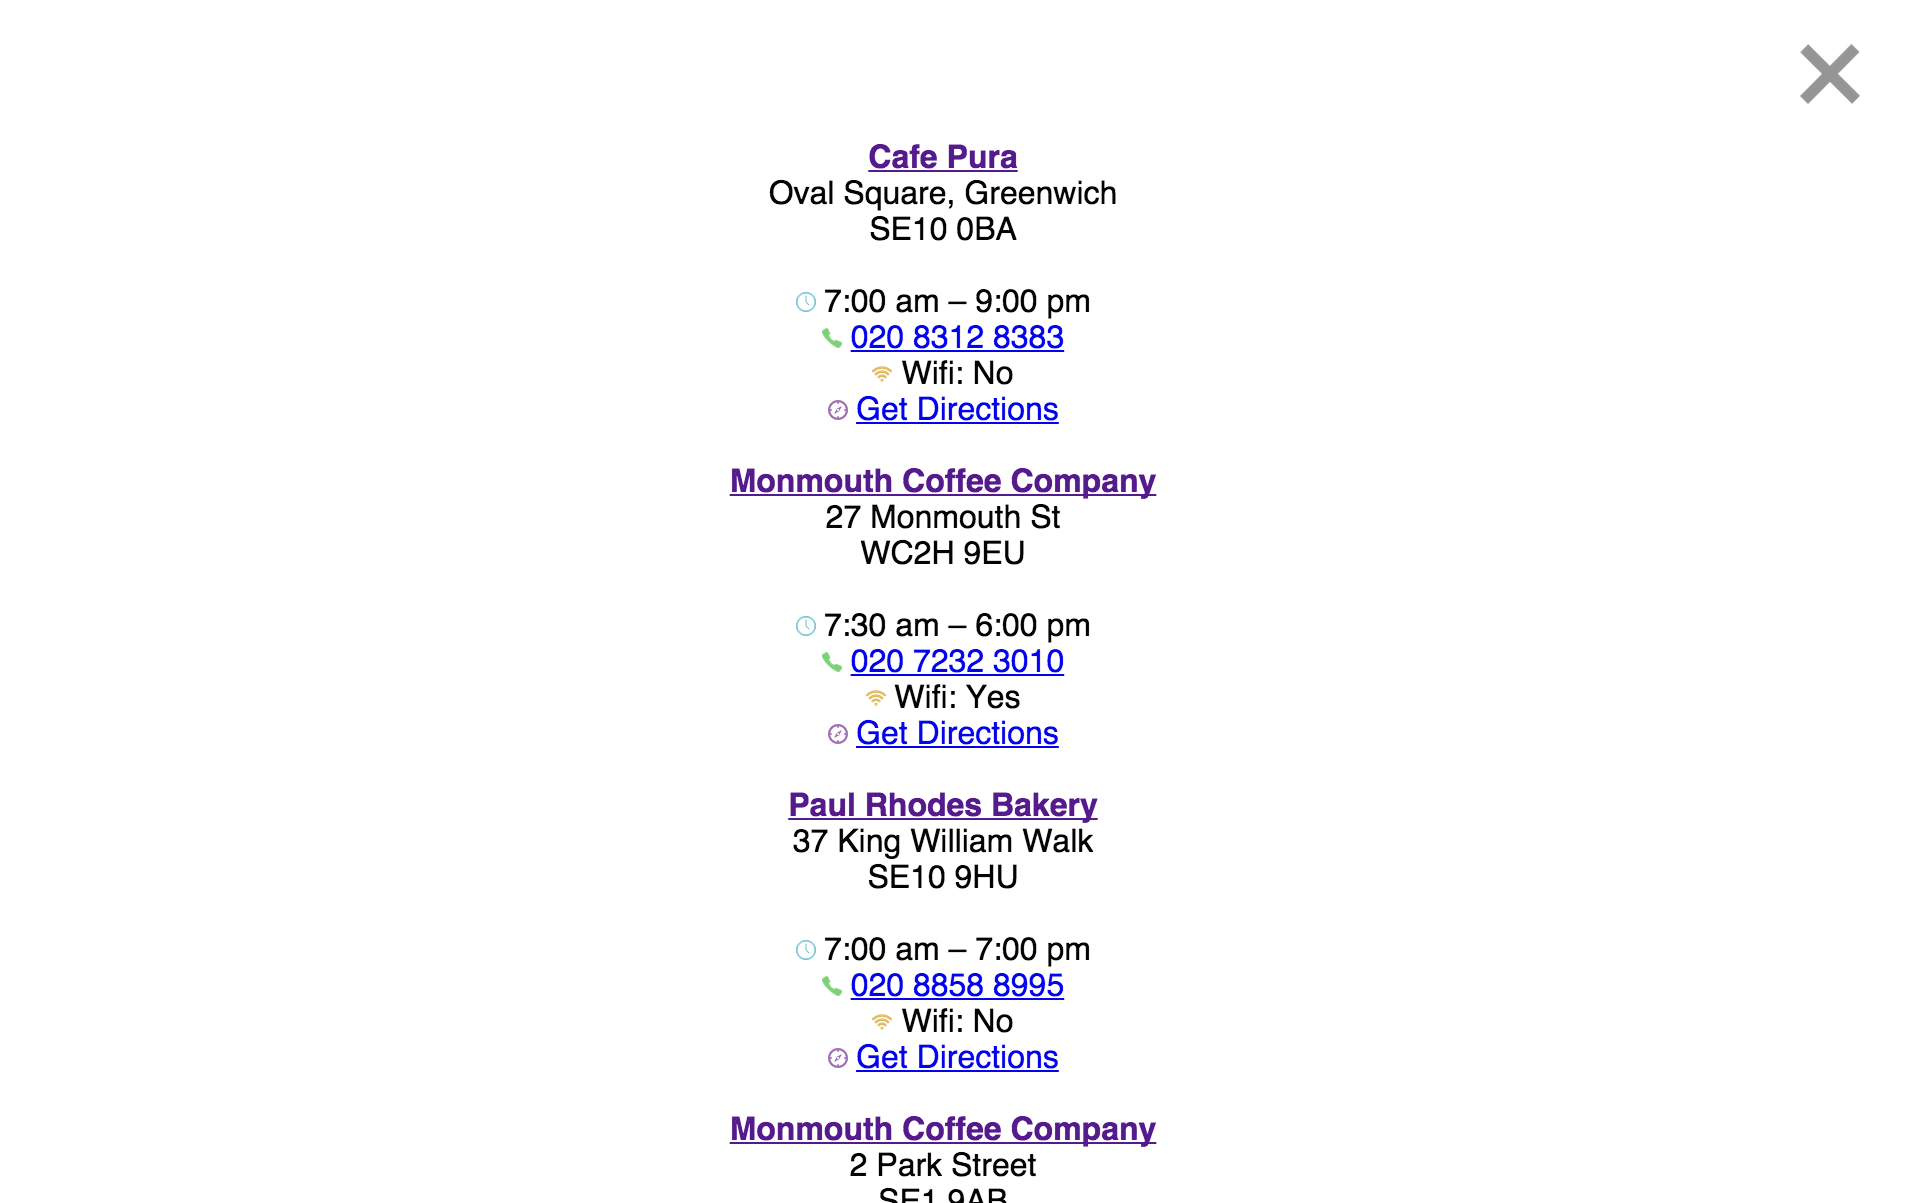 Cafe Pura
Oval Square, Greenwich
SE10 0BA
7:00 am – 9:00 pm
020 8312 8383
Wifi: No
Get Directions
Monmouth Coffee Company
27 Monmouth St
WC2H 9EU
7:30 am – 6:00 pm
020 7232 3010
Wifi: Yes
Get Directions
Paul Rhodes Bakery
37 King William Walk
SE10 9HU
7:00 am – 7:00 pm
020 8858 8995
Wifi: No
Get Directions
Monmouth Coffee Company
2 Park Street
SE1 9AB